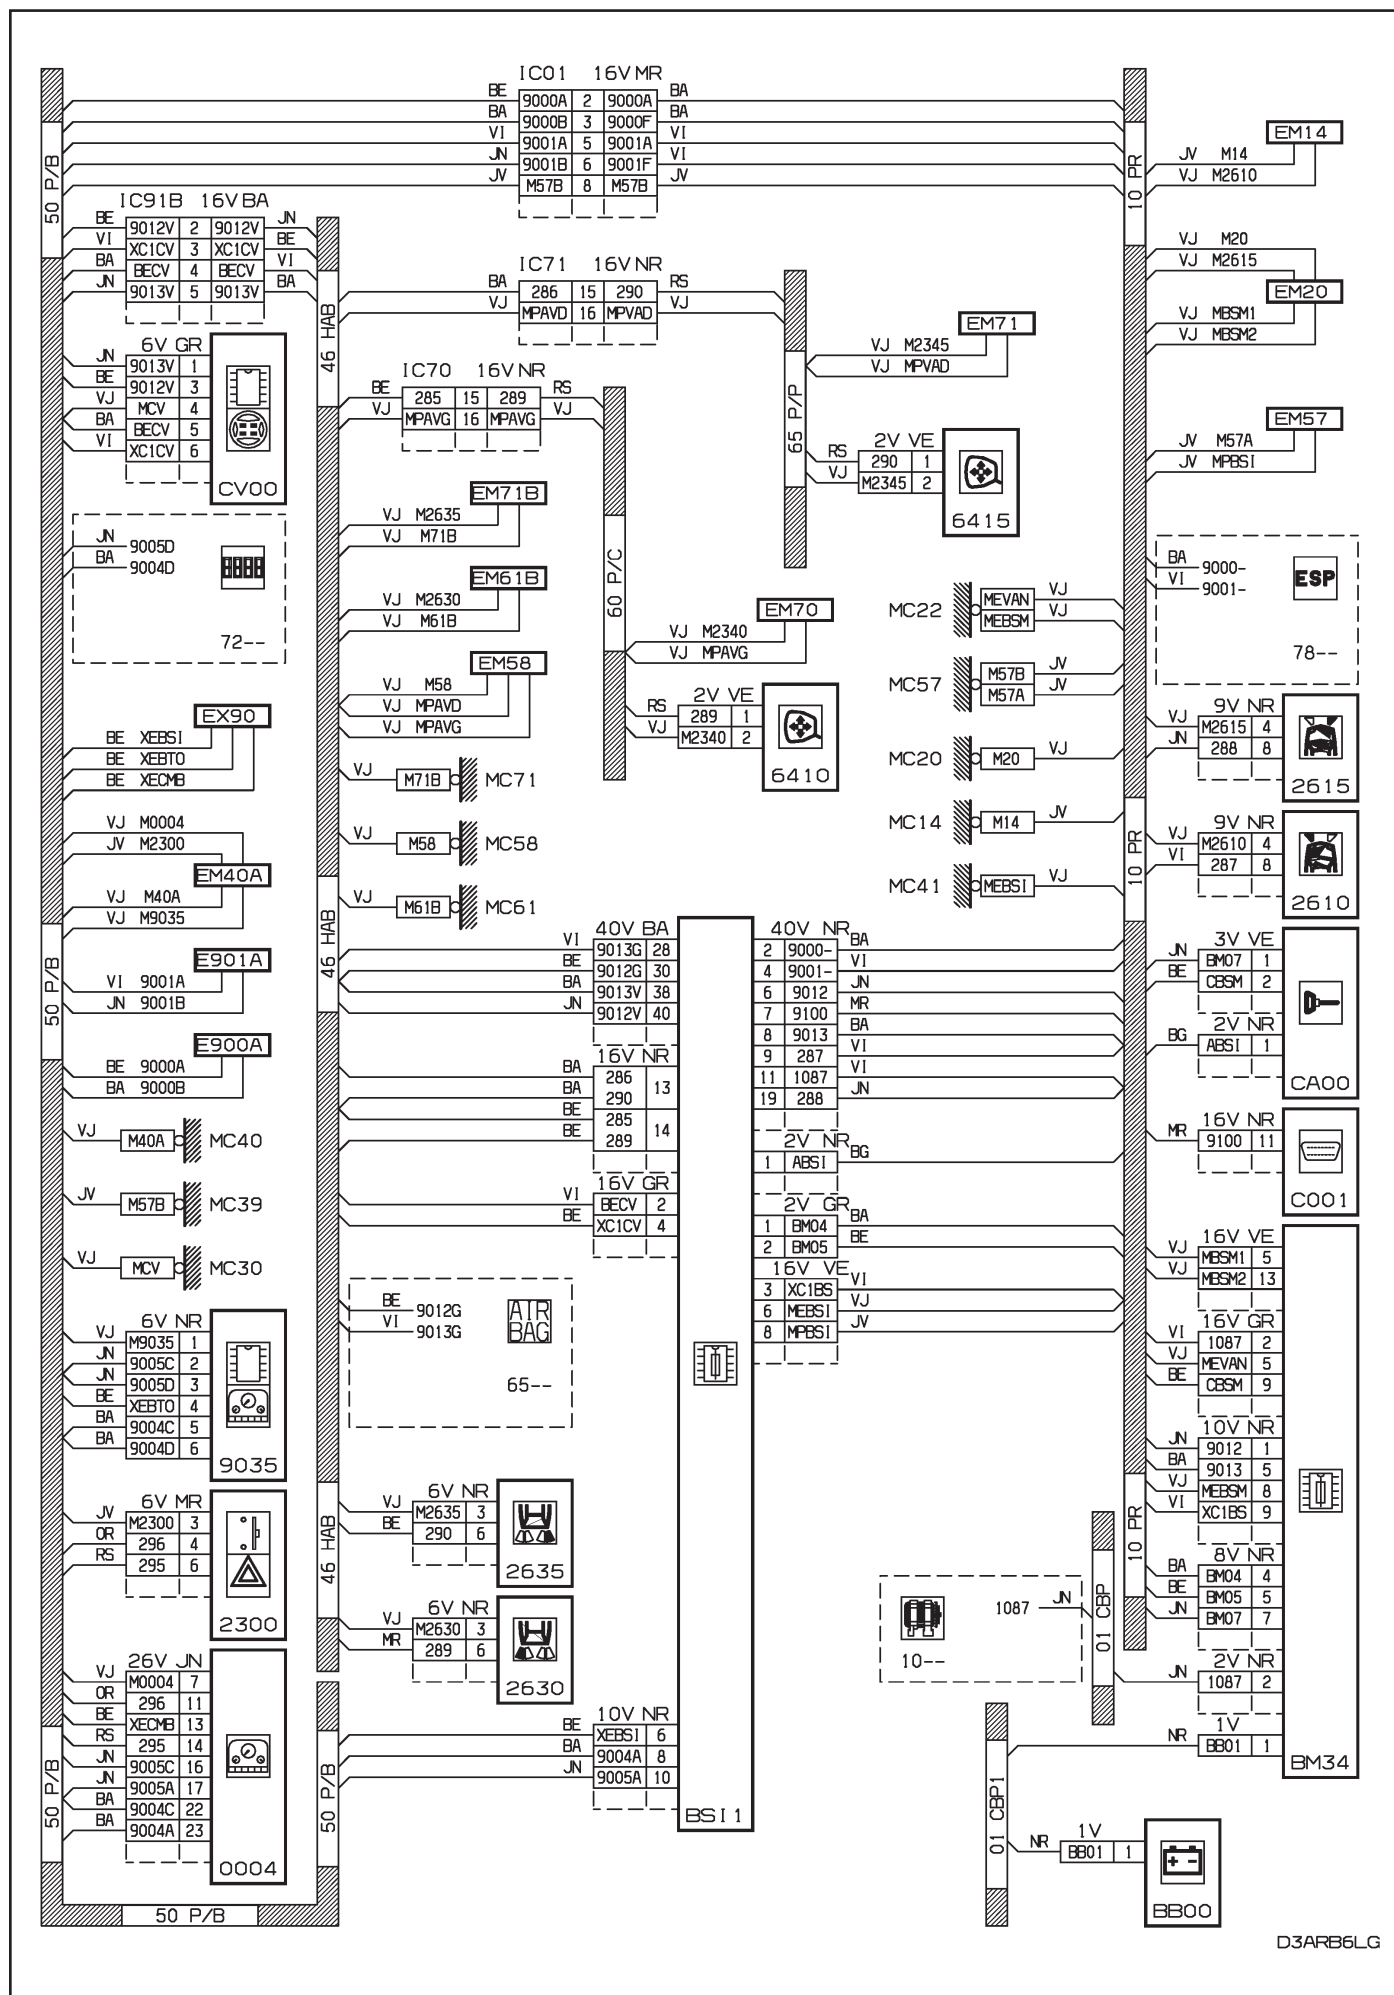 IC01 16V MR
BE 9000A 2 9000A BA
BA 9000B 3 9000F BA
VI 9001A 5 9001A VI
JN 9001B 6 9001F VI
JV M57B 8 M57B JV
50 P/B
10 PR
EM14
JV M14
VJ M2610
IC91B 16V BA
BE 9012V 2 9012V JN
VI XC1CV 3 XC1CV BE
BA BECV 4 BECV VI
JN 9013V 5 9013V BA
46 HAB
IC71 16V NR
BA 286 15 290 RS
VJ MPAVD 16 MPVAD VJ
VJ M20
VJ M2615
EM20
VJ MBSM1
VJ MBSM2
6V GR
JN 9013V 1
BE 9012V 3
VJ MCV 4
BA BECV 5
VI XC1CV 6
CV00
IC70 16V NR
BE 285 15 289 RS
VJ MPAVG 16 MPAVG VJ
EM71
VJ M2345
VJ MPVAD
65 P/P
2V VE
RS 290 1
VJ M2345 2
6415
EM57
JV M57A
JV MPBSI
JN 9005D
BA 9004D
72--
EM71B
VJ M2635
VJ M71B
EM61B
VJ M2630
VJ M61B
EM58
VJ M58
VJ MPAVD
VJ MPAVG
60 P/C
EM70
VJ M2340
VJ MPAVG
2V VE
RS 289 1
VJ M2340 2
6410
MC22 MEVAN VJ
MEBSM VJ
MC57 M57B JV
M57A JV
MC20 M20 VJ
MC14 M14 JV
MC41 MEBSI VJ
BA 9000-
VI 9001-
ESP
78--
9V NR
VJ M2615 4
JN 288 8
2615
10 PR
9V NR
VJ M2610 4
VI 287 8
2610
EX90
BE XEBSI
BE XEBTO
BE XECMB
VJ M0004
JV M2300
EM40A
VJ M40A
VJ M9035
50 P/B
E901A
VI 9001A
JN 9001B
E900A
BE 9000A
BA 9000B
VJ M40A MC40
JV M57B MC39
VJ MCV MC30
VJ M71B MC71
VJ M58 MC58
VJ M61B MC61
46 HAB
40V BA
VI 9013G 28
BE 9012G 30
BA 9013V 38
JN 9012V 40
16V NR
BA 286 13
BA 290
BE 285 14
BE 289
16V GR
VI BECV 2
BE XC1CV 4
40V NR
2 9000- BA
4 9001- VI
6 9012 JN
7 9100 MR
8 9013 BA
9 287 VI
11 1087 VI
19 288 JN
2V NR
1 ABSI BG
2V GR
1 BM04 BA
2 BM05 BE
16V VE
3 XC1BS VI
6 MEBSI VJ
8 MPBSI JV
3V VE
JN BM07 1
BE CBSM 2
2V NR
BG ABSI 1
CA00
16V NR
MR 9100 11
C001
BE 9012G
VI 9013G
AIR
BAG
65--
6V NR
VJ M9035 1
JN 9005C 2
JN 9005D 3
BE XEBTO 4
BA 9004C 5
BA 9004D 6
9035
6V MR
JV M2300 3
OR 296 4
RS 295 6
2300
46 HAB
6V NR
VJ M2635 3
BE 290 6
2635
6V NR
VJ M2630 3
MR 289 6
2630
16V VE
VJ MBSM1 5
VJ MBSM2 13
16V GR
VI 1087 2
VJ MEVAN 5
BE CBSM 9
10V NR
JN 9012 1
BA 9013 5
VJ MEBSM 8
VI XC1BS 9
8V NR
BA BM04 4
BE BM05 5
JN BM07 7
2V NR
JN 1087 2
1V
NR BB01 1
BM34
10 PR
01 CBP
1087 JN
10--
26V JN
VJ M0004 7
OR 296 11
BE XECMB 13
RS 295 14
JN 9005C 16
JN 9005A 17
BA 9004C 22
BA 9004A 23
0004
50 P/B
50 P/B
50 P/B
10V NR
BE XEBSI 6
BA 9004A 8
JN 9005A 10
BSI1
01 CBP1
1V
NR BB01 1
+ -
BB00
D3ARB6LG